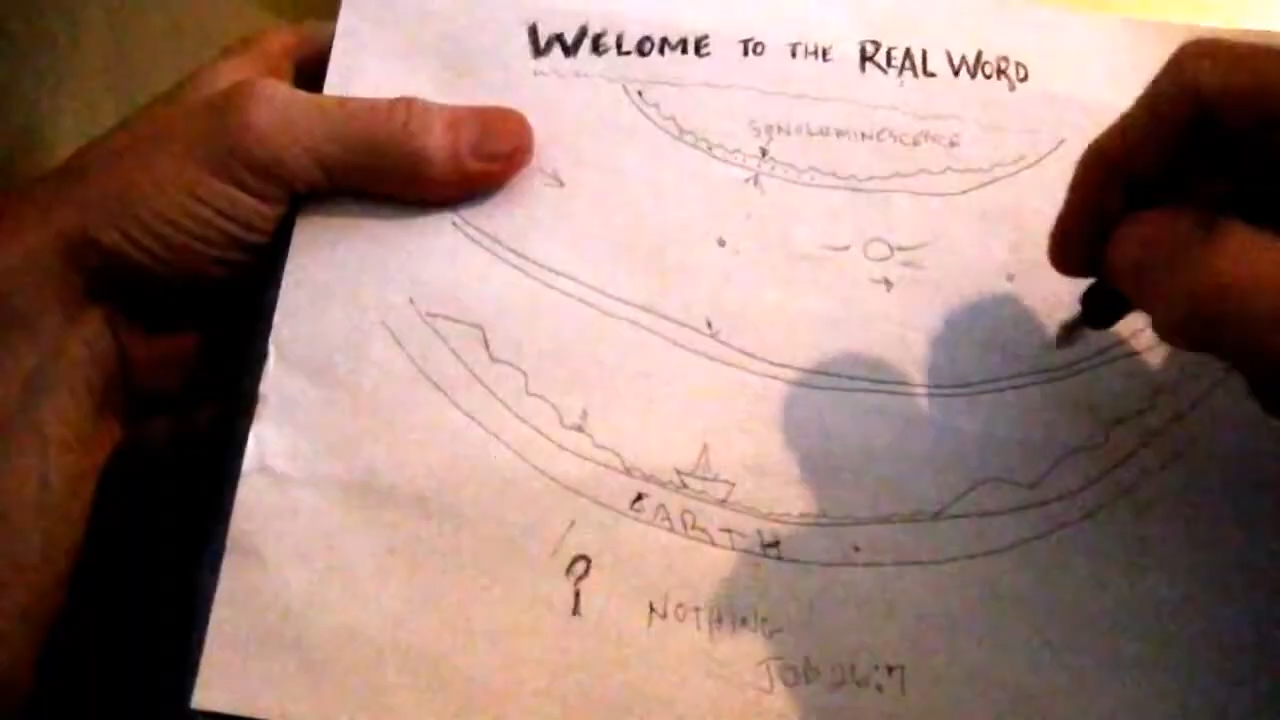 WELOME TO THE REAL WORD
SONOLUMINESCENCE
EARTH
?
NOTHING
JOB 26:7